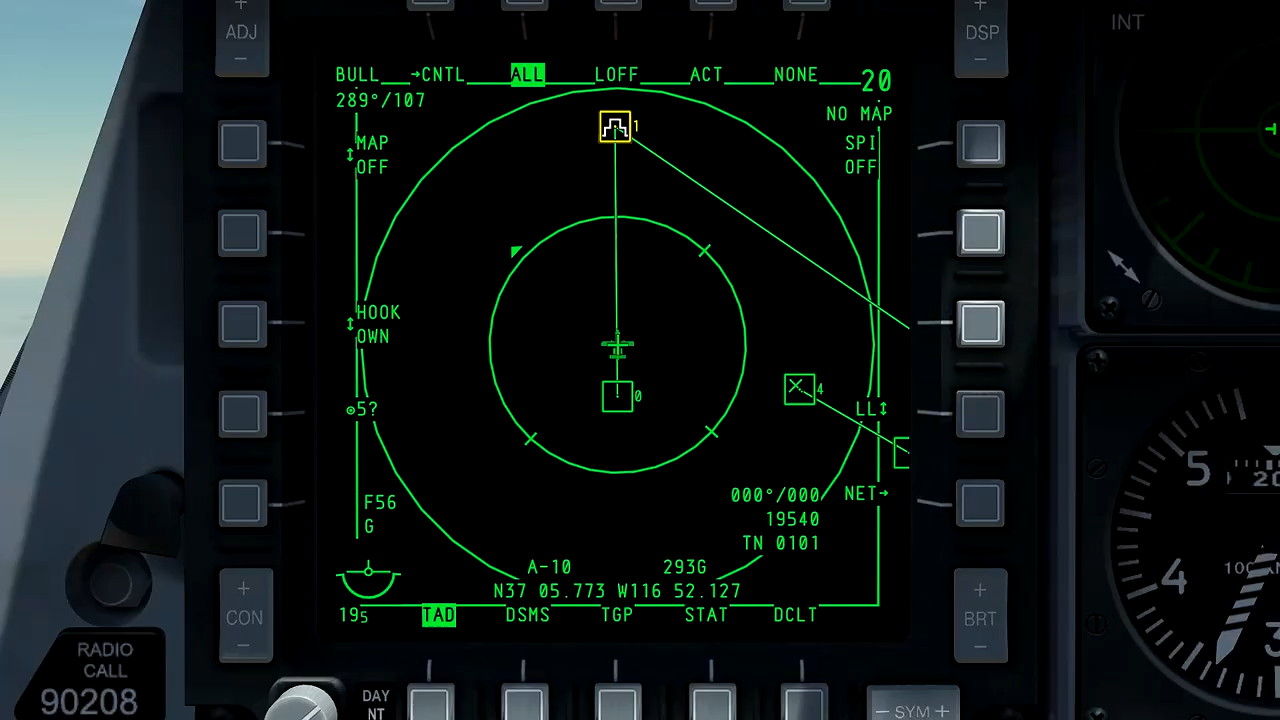 ADJ
DSP
INT
BULL →CNTL ALL LOFF ACT NONE 20
289°/107
NO MAP
1
MAP
OFF
SPI
OFF
HOOK
OWN
0
4
5?
LL↕
F56
G
000°/000
NET→
19540
TN 0101
A-10 293G
N37 05.773 W116 52.127
195 TAD DSMS TGP STAT DCLT
+
CON
−
+
BRT
−
5
4
3
RADIO
CALL
90208
DAY
NT
− SYM +